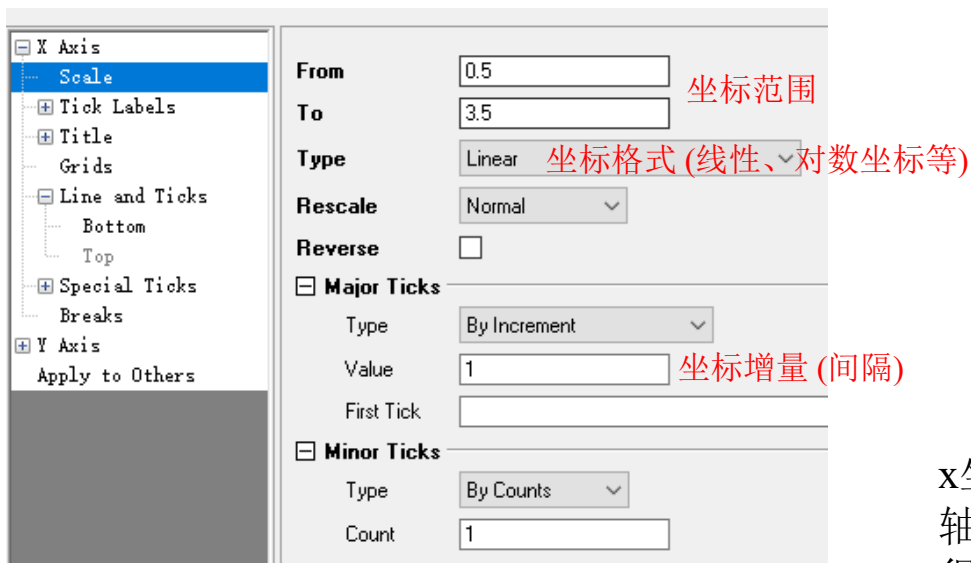 X Axis
Scale
Tick Labels
Title
Grids
Line and Ticks
Bottom
Top
Special Ticks
Breaks
Y Axis
Apply to Others
From 0.5
坐标范围
To 3.5
Type Linear 坐标格式 (线性、对数坐标等)
Rescale Normal
Reverse
Major Ticks
Type By Increment
Value 1 坐标增量 (间隔)
First Tick
Minor Ticks
Type By Counts
Count 1
x坐
轴